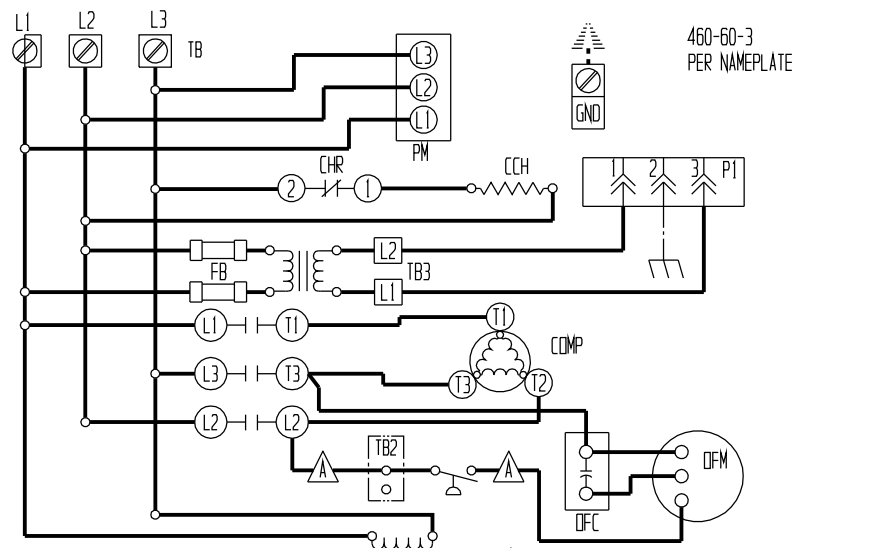 L1 L2 L3
TB
460-60-3
PER NAMEPLATE
L3
L2
L1
PM
GND
CHR
2 1
CCH
1 2 3 P1
FB
L2
TB3
L1
L1 T1
T1
COMP
L3 T3
T3 T2
L2 L2
TB2
A A
OFM
OFC